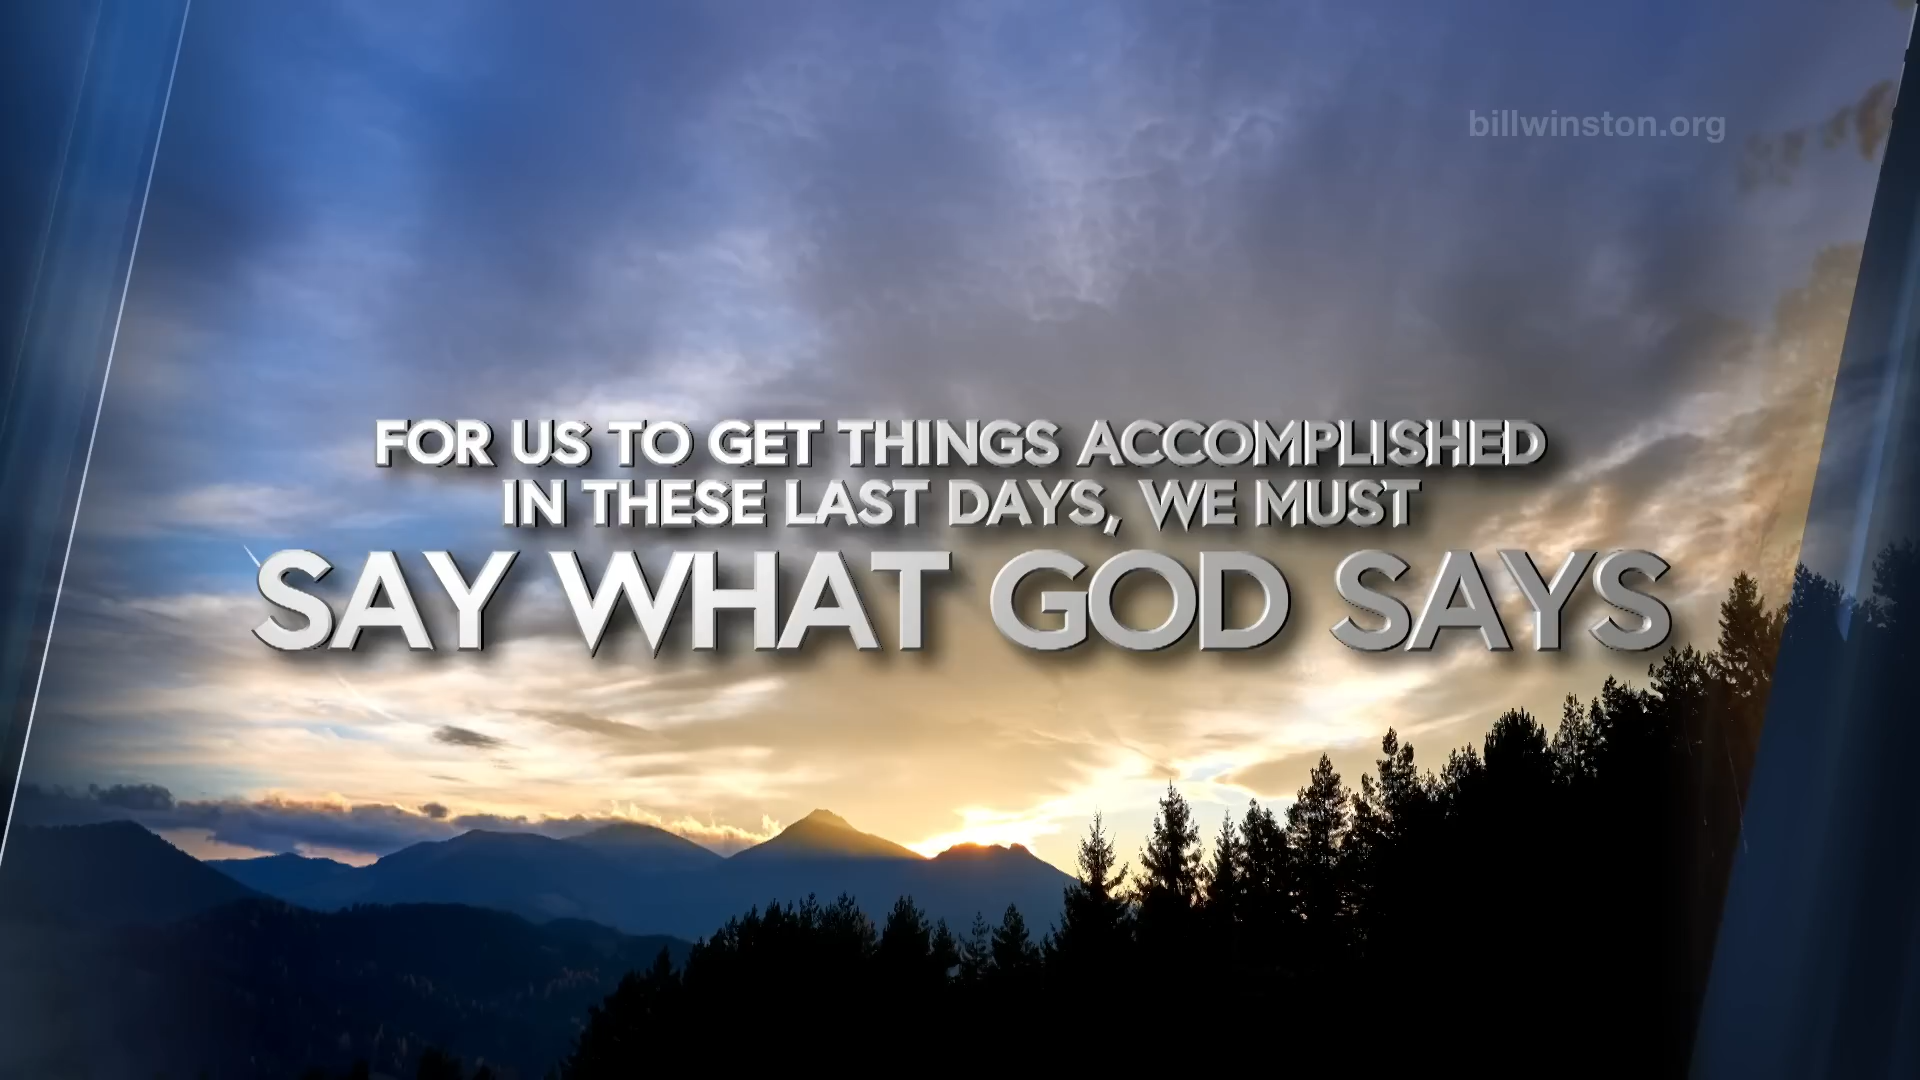 billwinston.org
FOR US TO GET THINGS ACCOMPLISHED
IN THESE LAST DAYS, WE MUST
SAY WHAT GOD SAYS